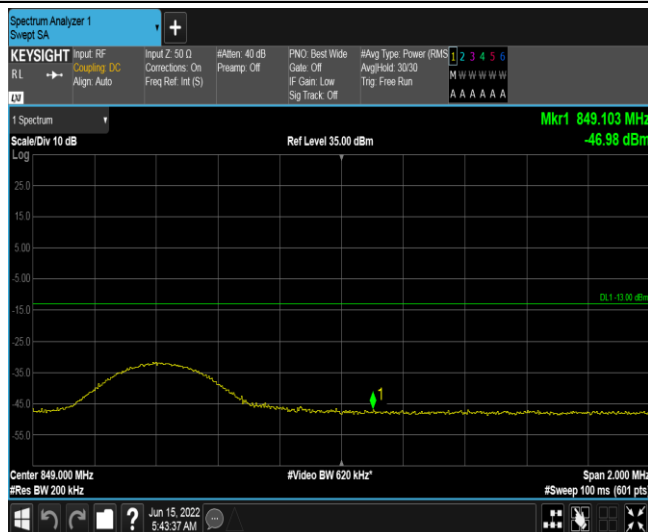 Spectrum Analyzer 1
Swept SA
+
KEYSIGHT
RL
LXI
Input: RF
Coupling: DC
Align: Auto
Input Z: 50 Ω
Corrections: On
Freq Ref: Int (S)
#Atten: 40 dB
Preamp: Off
PNO: Best Wide
Gate: Off
IF Gain: Low
Sig Track: Off
#Avg Type: Power (RMS
Avg|Hold: 30/30
Trig: Free Run
1 2 3 4 5 6
M W W W W W
A A A A A A
1 Spectrum
Scale/Div 10 dB
Log
Ref Level 35.00 dBm
Mkr1 849.103 MHz
-46.98 dBm
25.0
15.0
5.00
-5.00
DL1 -13.00 dBm
-15.0
-25.0
-35.0
-45.0
1
-55.0
Center 849.000 MHz
#Res BW 200 kHz
#Video BW 620 kHz*
Span 2.000 MHz
#Sweep 100 ms (601 pts)
?
Jun 15, 2022
5:43:37 AM